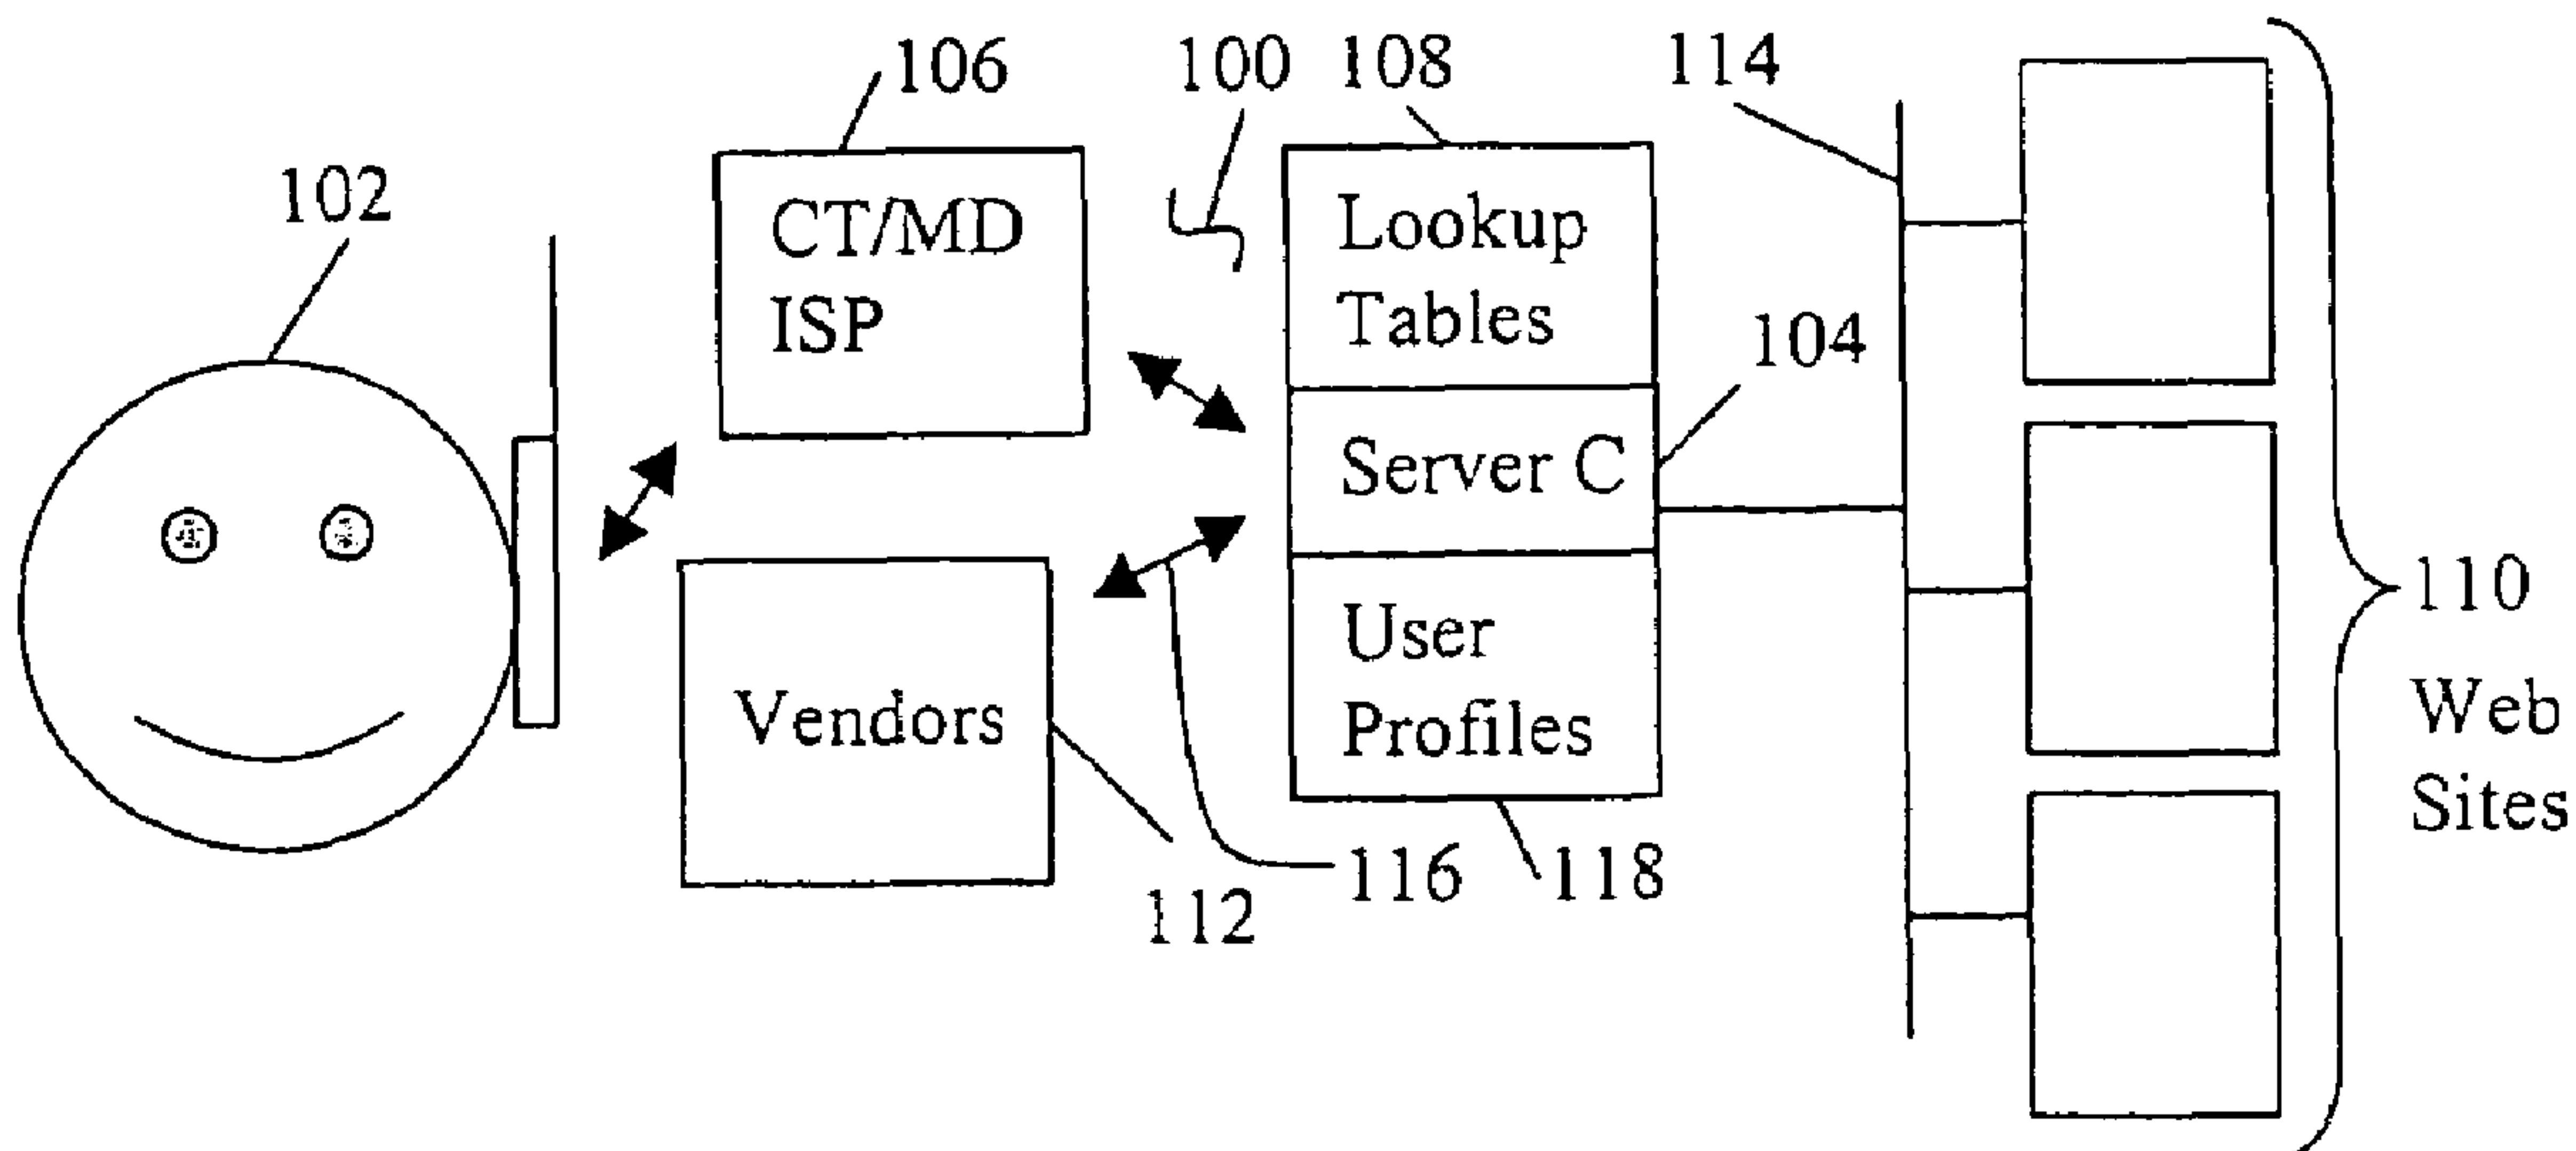 106
100
108
114
102
CT/MD
ISP
Lookup
Tables
104
Server C
110
Web
Sites
User
Profiles
Vendors
116
118
112